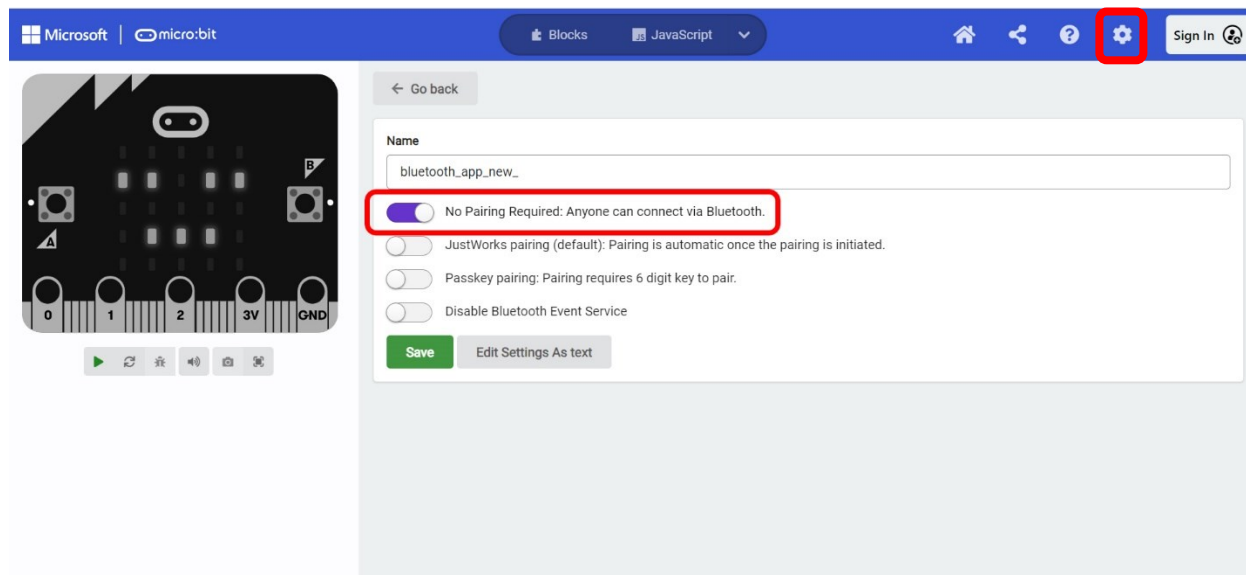 Microsoft | micro:bit
Blocks
JavaScript
Sign In
Go back
Name
bluetooth_app_new_
No Pairing Required: Anyone can connect via Bluetooth.
JustWorks pairing (default): Pairing is automatic once the pairing is initiated.
Passkey pairing: Pairing requires 6 digit key to pair.
Disable Bluetooth Event Service
Save
Edit Settings As text
B
A
0 1 2 3V GND